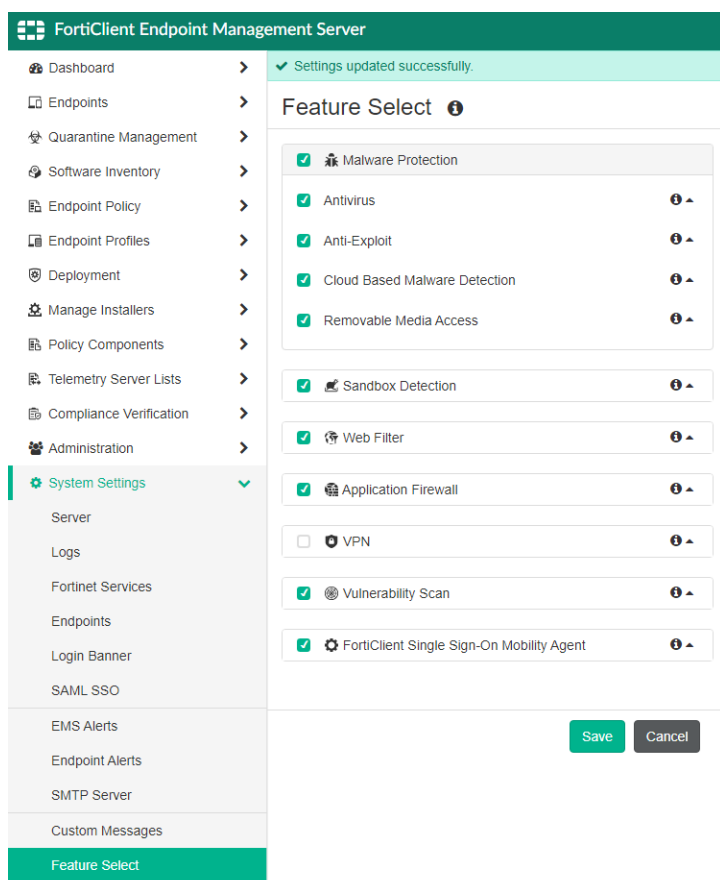 FortiClient Endpoint Management Server
Dashboard
Endpoints
Quarantine Management
Software Inventory
Endpoint Policy
Endpoint Profiles
Deployment
Manage Installers
Policy Components
Telemetry Server Lists
Compliance Verification
Administration
System Settings
Server
Logs
Fortinet Services
Endpoints
Login Banner
SAML SSO
EMS Alerts
Endpoint Alerts
SMTP Server
Custom Messages
Feature Select
Settings updated successfully.
Feature Select
Malware Protection
Antivirus
Anti-Exploit
Cloud Based Malware Detection
Removable Media Access
Sandbox Detection
Web Filter
Application Firewall
VPN
Vulnerability Scan
FortiClient Single Sign-On Mobility Agent
Save
Cancel